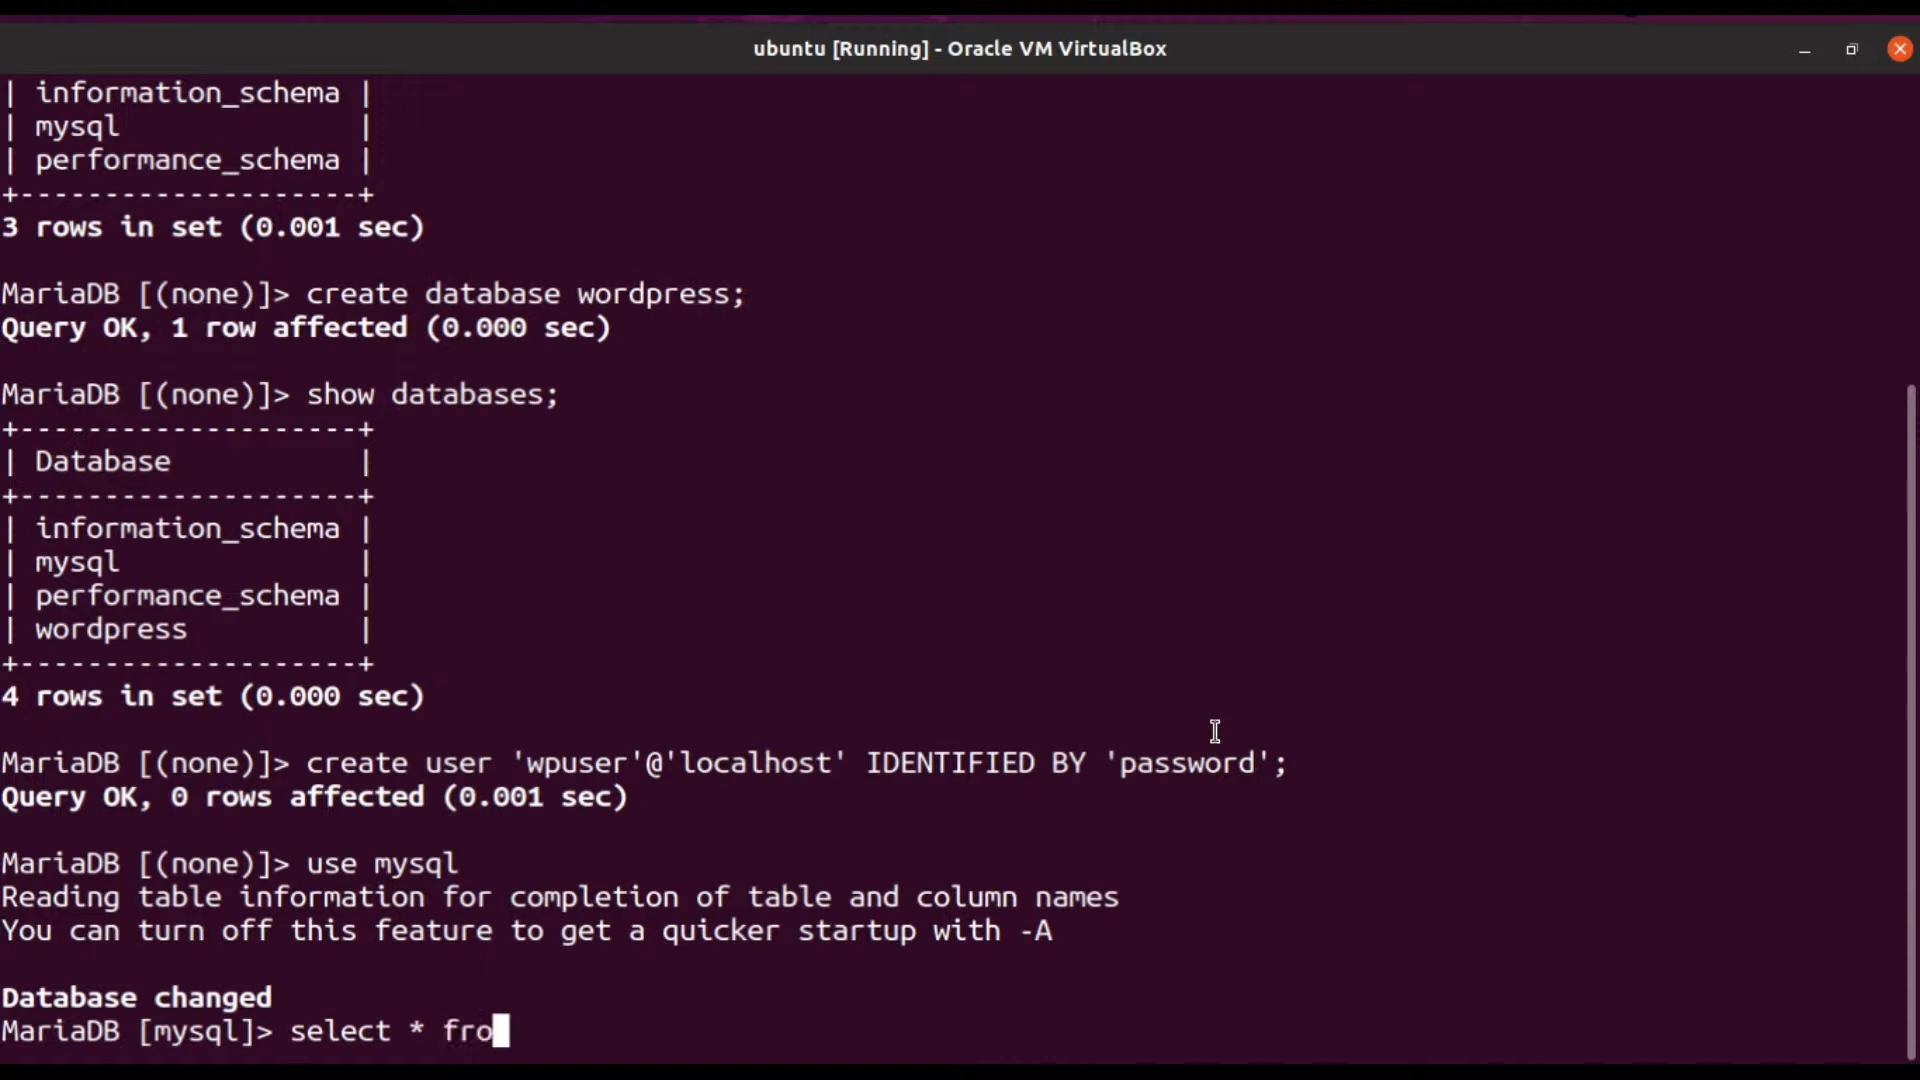 ubuntu [Running] - Oracle VM VirtualBox
| information_schema |
| mysql              |
| performance_schema |
+--------------------+
3 rows in set (0.001 sec)
MariaDB [(none)]> create database wordpress;
Query OK, 1 row affected (0.000 sec)
MariaDB [(none)]> show databases;
+--------------------+
| Database           |
+--------------------+
| information_schema |
| mysql              |
| performance_schema |
| wordpress          |
+--------------------+
4 rows in set (0.000 sec)
MariaDB [(none)]> create user 'wpuser'@'localhost' IDENTIFIED BY 'password';
Query OK, 0 rows affected (0.001 sec)
MariaDB [(none)]> use mysql
Reading table information for completion of table and column names
You can turn off this feature to get a quicker startup with -A
Database changed
MariaDB [mysql]> select * fro